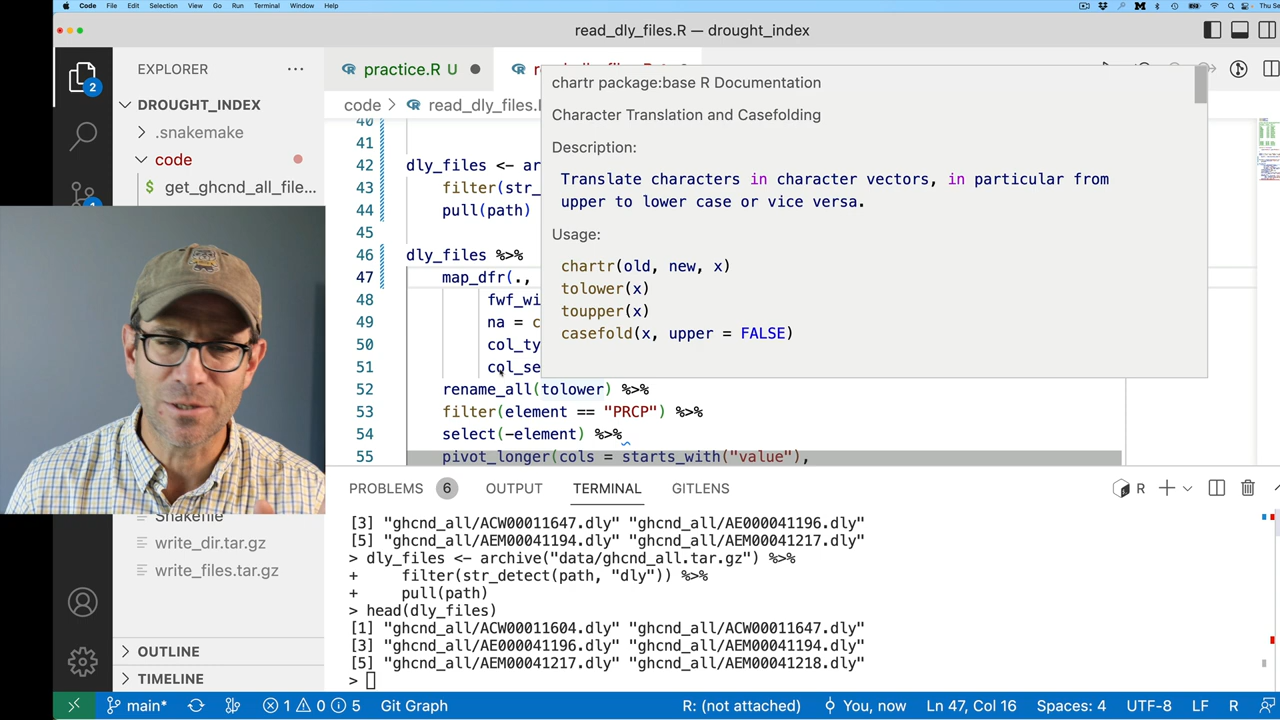 Code File Edit Selection View Go Run Terminal Window Help
read_dly_files.R — drought_index
EXPLORER
practice.R U
DROUGHT_INDEX
code > read_dly_files.
.snakemake
code
get_ghcnd_all_file...
Snakefile
write_dir.tar.gz
write_files.tar.gz
OUTLINE
TIMELINE
2
1
40
41
42 dly_files <- ar
43 filter(str_
44 pull(path)
45
46 dly_files %>%
47 map_dfr(.,
48 fwf_wi
49 na = c
50 col_ty
51 col_se
52 rename_all(tolower) %>%
53 filter(element == "PRCP") %>%
54 select(-element) %>%
55 pivot_longer(cols = starts_with("value"),
chartr package:base R Documentation
Character Translation and Casefolding
Description:
Translate characters in character vectors, in particular from
upper to lower case or vice versa.
Usage:
chartr(old, new, x)
tolower(x)
toupper(x)
casefold(x, upper = FALSE)
PROBLEMS 6 OUTPUT TERMINAL GITLENS
R
[3] "ghcnd_all/ACW00011647.dly" "ghcnd_all/AE000041196.dly"
[5] "ghcnd_all/AEM00041194.dly" "ghcnd_all/AEM00041217.dly"
> dly_files <- archive("data/ghcnd_all.tar.gz") %>%
+ filter(str_detect(path, "dly")) %>%
+ pull(path)
> head(dly_files)
[1] "ghcnd_all/ACW00011604.dly" "ghcnd_all/ACW00011647.dly"
[3] "ghcnd_all/AE000041196.dly" "ghcnd_all/AEM00041194.dly"
[5] "ghcnd_all/AEM00041217.dly" "ghcnd_all/AEM00041218.dly"
>
main* 1 0 5 Git Graph R: (not attached) You, now Ln 47, Col 16 Spaces: 4 UTF-8 LF R